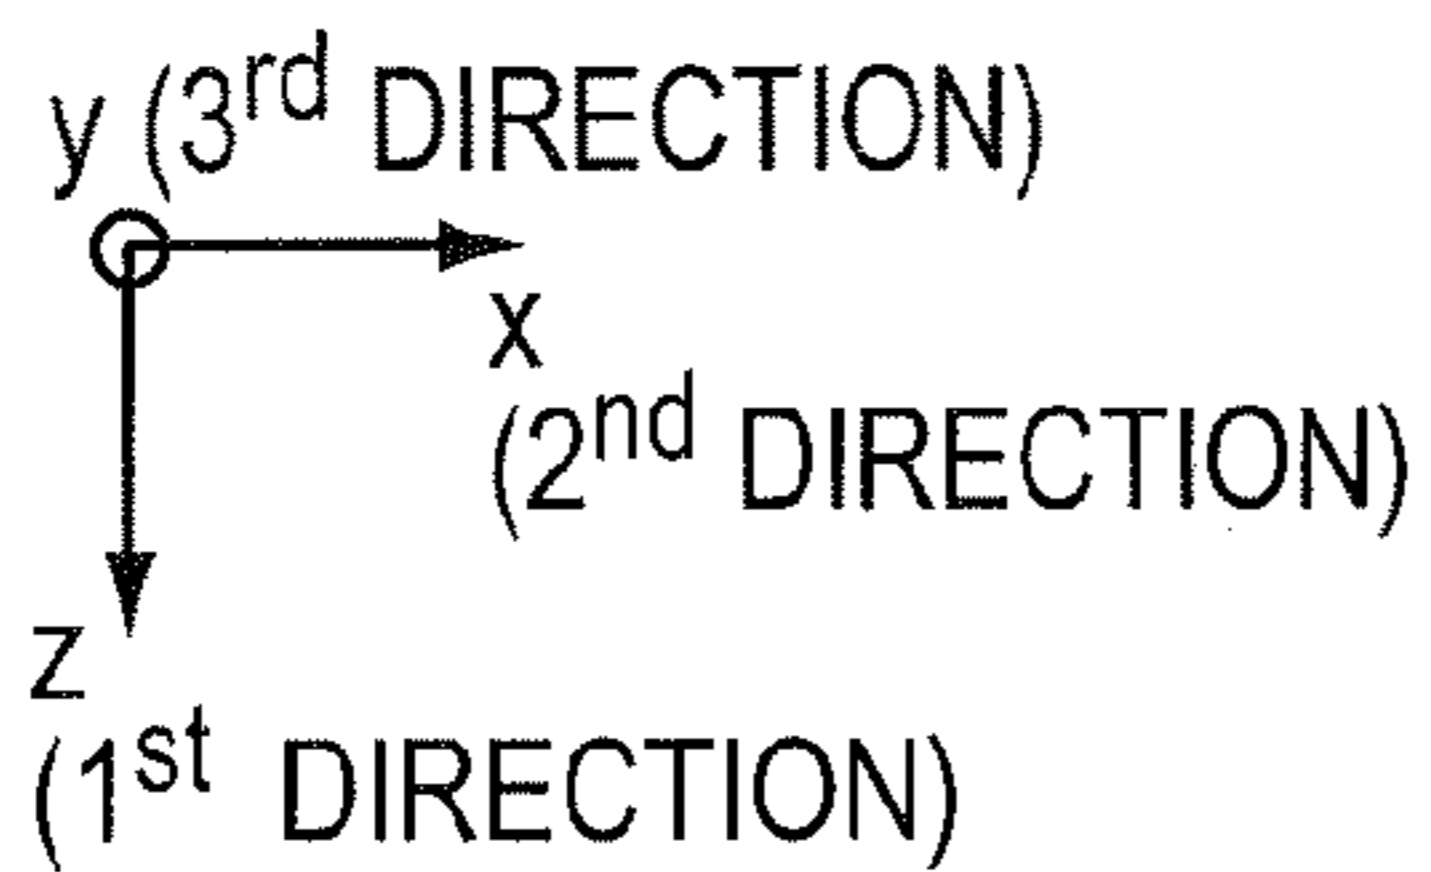 y (3rd DIRECTION)
x
(2nd DIRECTION)
z
(1st DIRECTION)